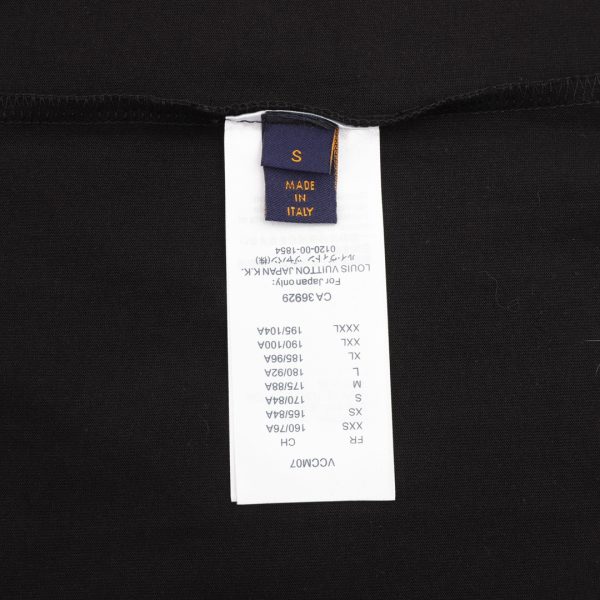 S
MADE
IN
ITALY
VCCM07
FR CH
XXS 160/76A
XS 165/84A
S 170/84A
M 175/88A
L 180/92A
XL 185/96A
XXL 190/100A
XXXL 195/104A
CA36929
For Japan only:
LOUIS VUITTON JAPAN K.K.
ルイ・ヴィトン ジャパン(株)
0120-00-1854